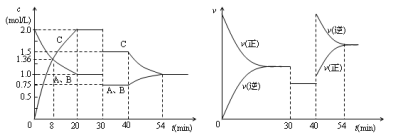 c
(mol/L)
2.0
1.5
1.36
1.0
0.75
0.5
0
C
C
A、B
A、B
8
20
30
40
54
t(min)
v
v(正)
v(逆)
v(逆)
v(正)
0
30
40
54
t(min)